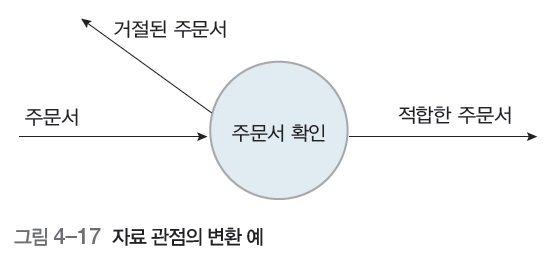 거절된 주문서
주문서
주문서 확인
적합한 주문서
그림 4–17 자료 관점의 변환 예